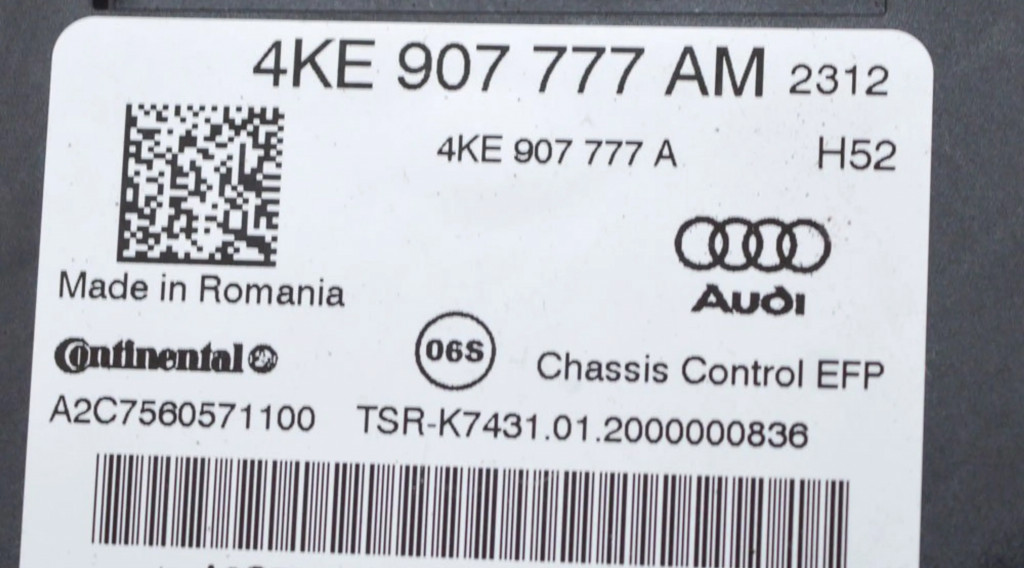 4KE 907 777 AM 2312
4KE 907 777 A H52
Audi
Made in Romania
Continental
06S
Chassis Control EFP
A2C7560571100 TSR-K7431.01.2000000836